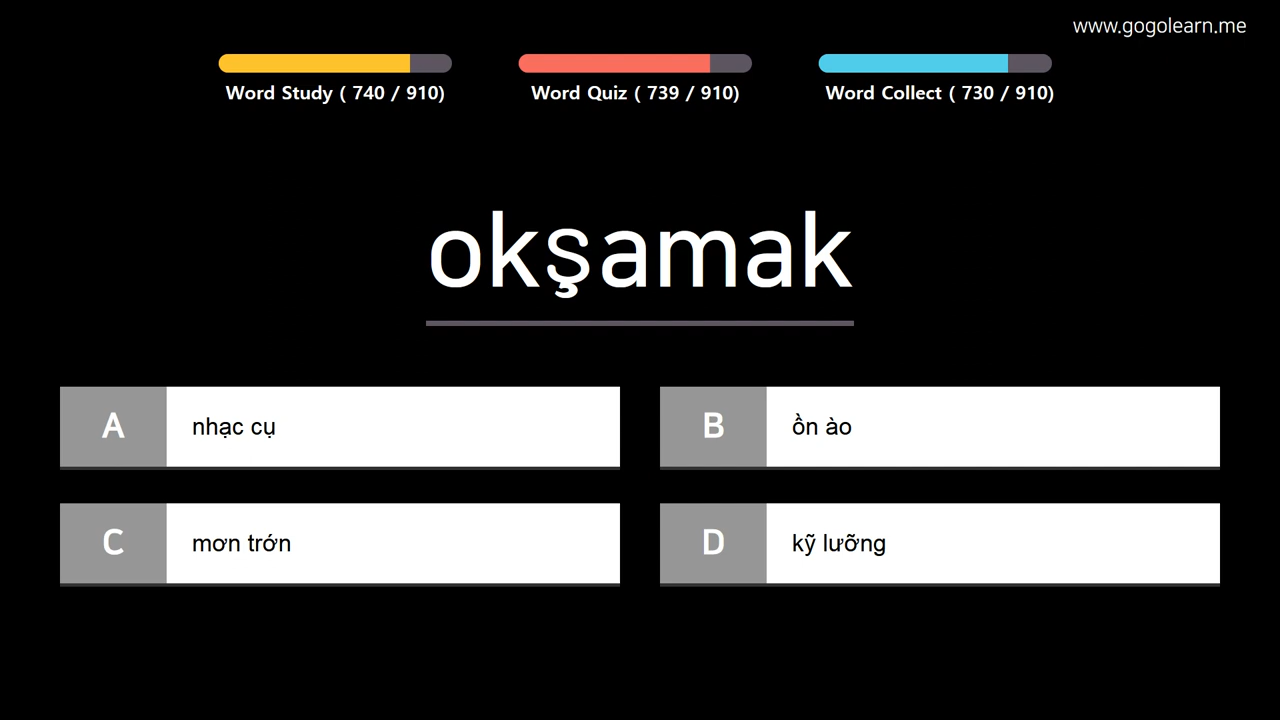 www.gogolearn.me
Word Study ( 740 / 910)
Word Quiz ( 739 / 910)
Word Collect ( 730 / 910)
okşamak
A
nhạc cụ
B
ồn ào
C
mơn trớn
D
kỹ lưỡng